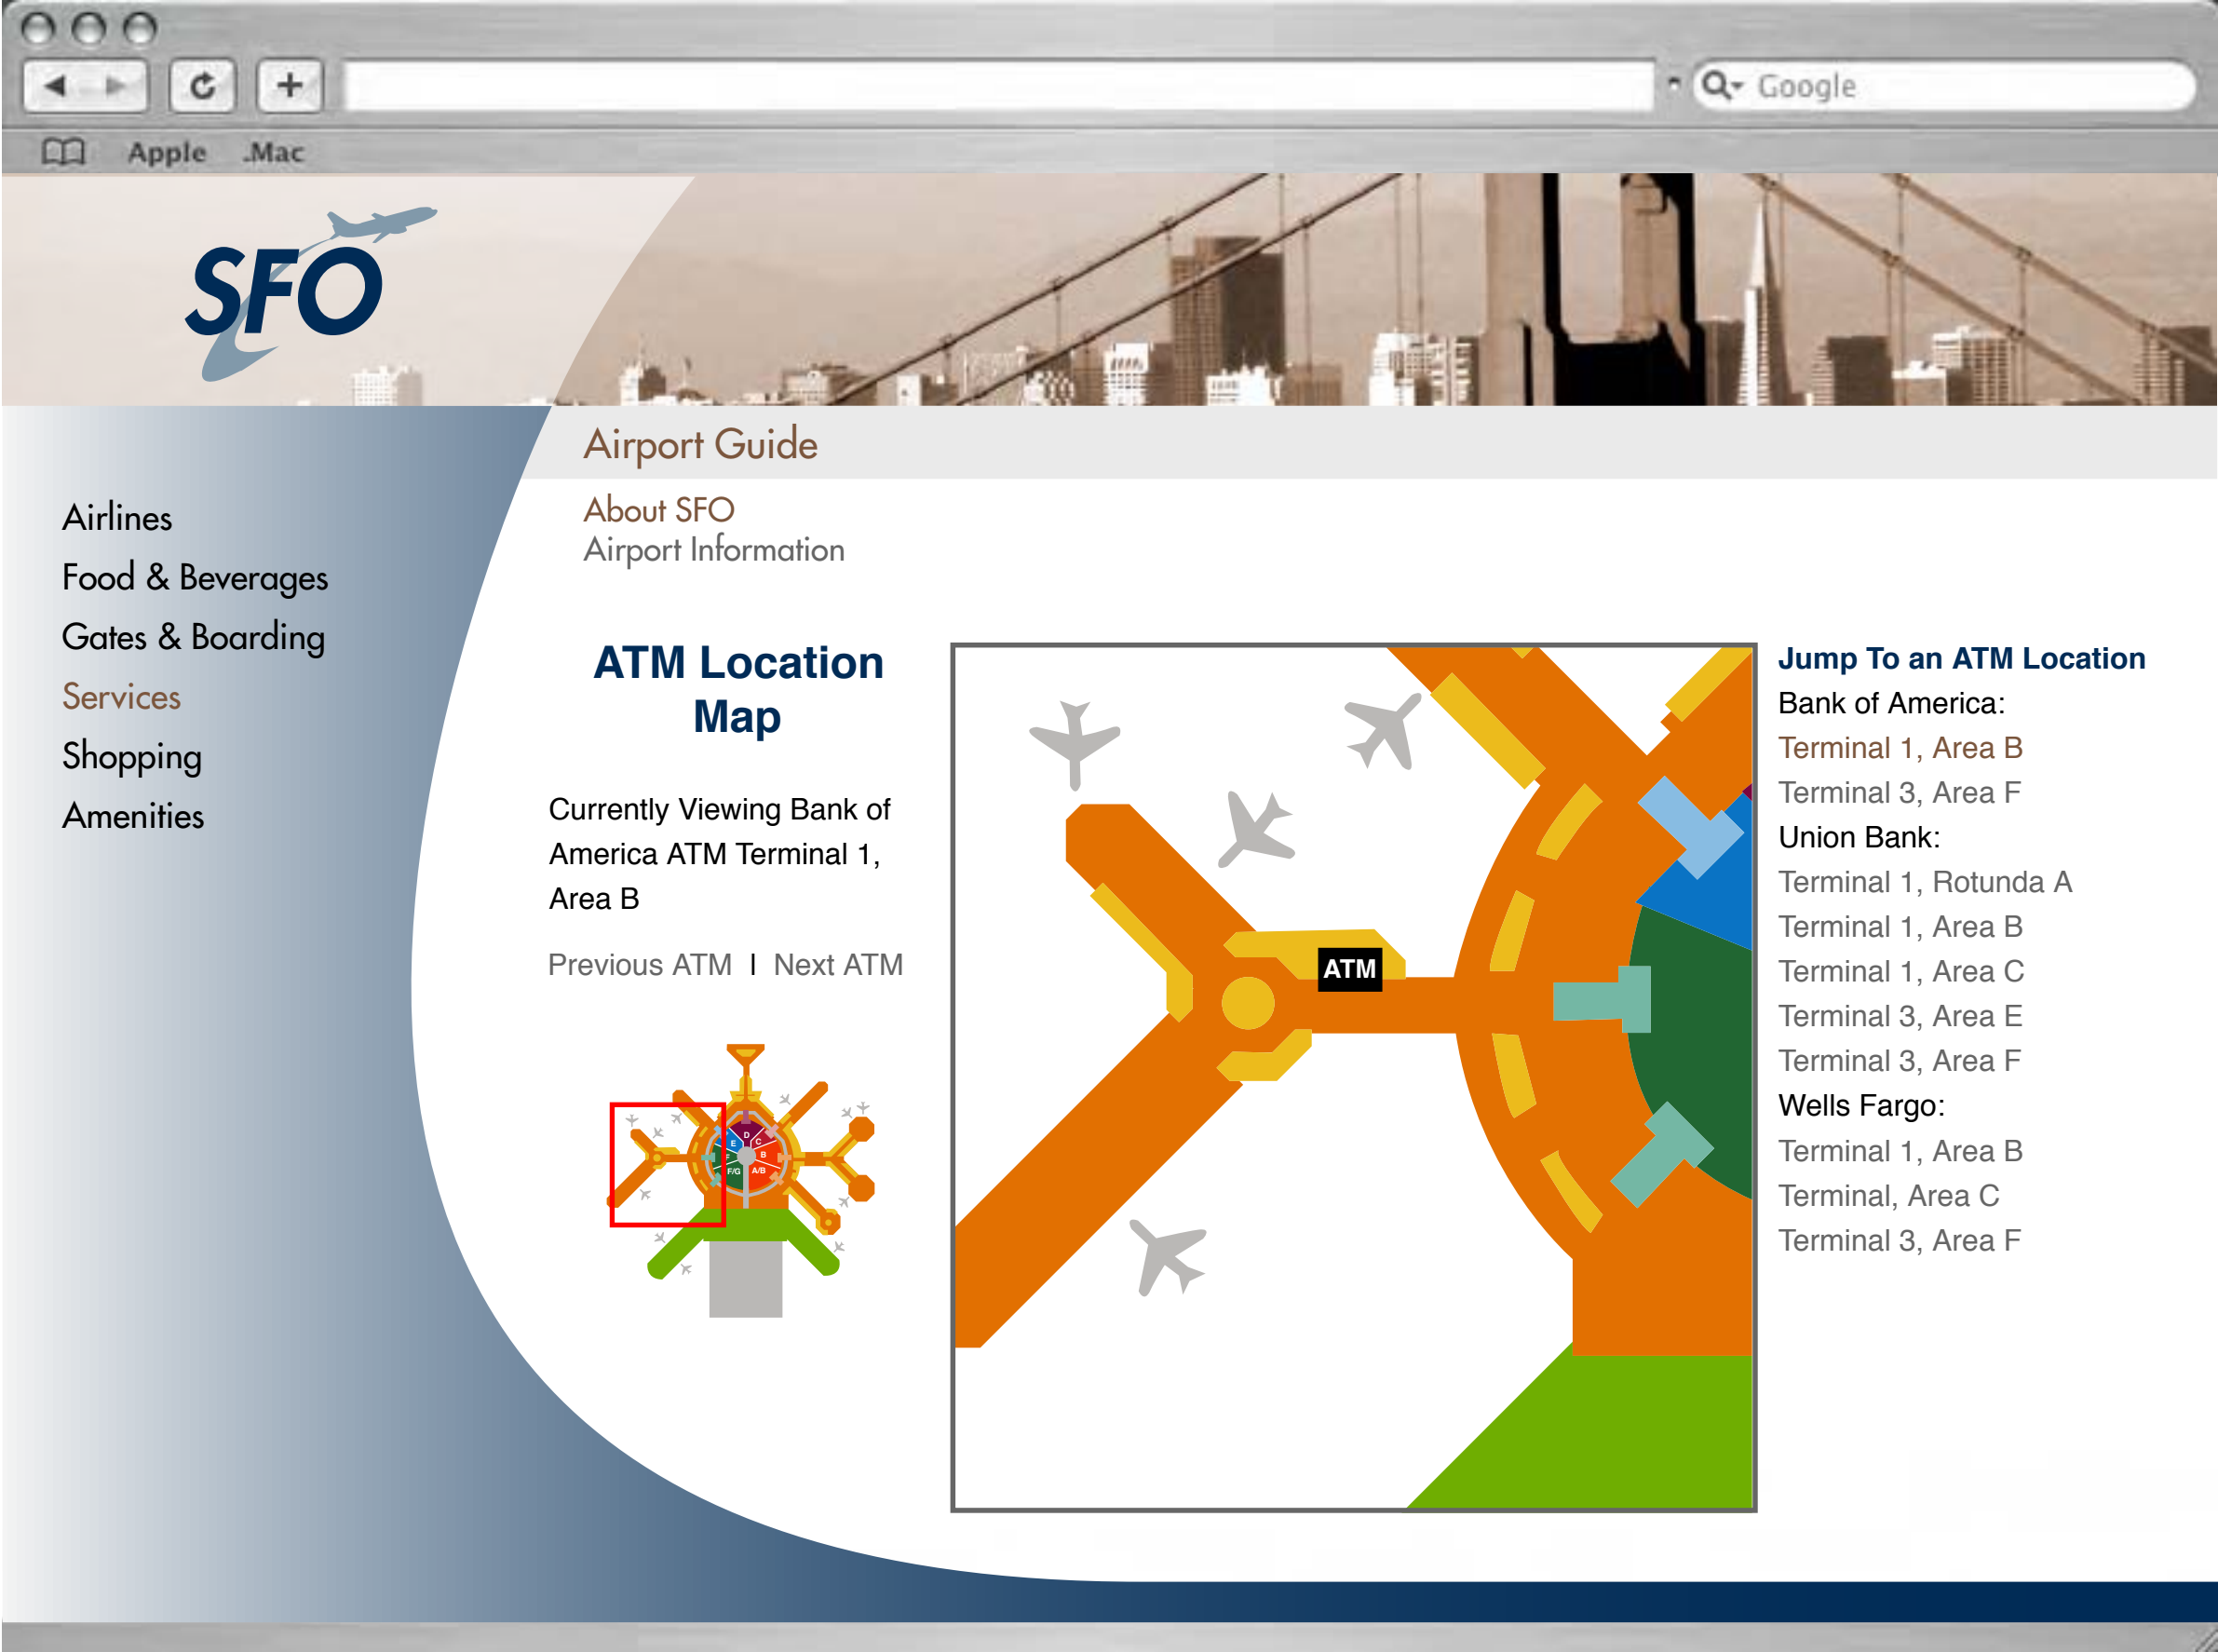 Google
Apple
.Mac
SFO
Airport Guide
About SFO
Airport Information
Airlines
Food & Beverages
Gates & Boarding
Services
Shopping
Amenities
ATM Location
Map
Currently Viewing Bank of
America ATM Terminal 1,
Area B
Previous ATM | Next ATM
D
E
C
F
B
F/G
A/B
ATM
Jump To an ATM Location
Bank of America:
Terminal 1, Area B
Terminal 3, Area F
Union Bank:
Terminal 1, Rotunda A
Terminal 1, Area B
Terminal 1, Area C
Terminal 3, Area E
Terminal 3, Area F
Wells Fargo:
Terminal 1, Area B
Terminal, Area C
Terminal 3, Area F